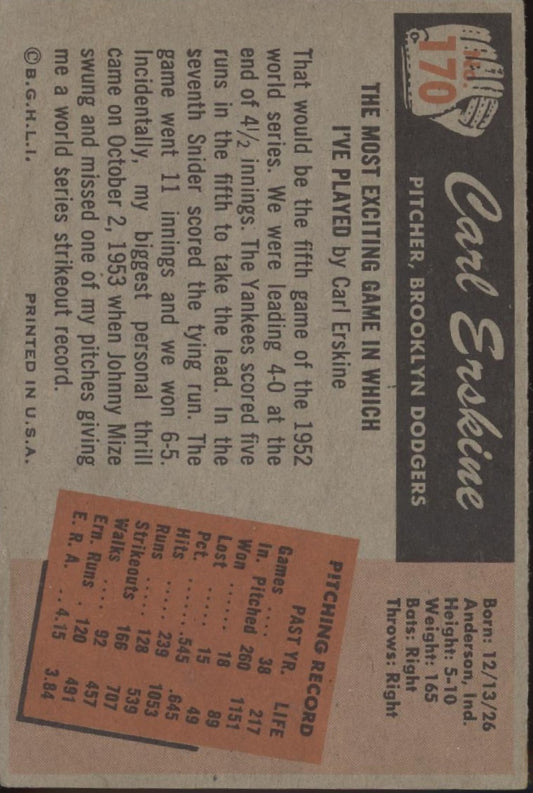 No.
170
Carl Erskine
PITCHER, BROOKLYN DODGERS
Born: 12/13/26
Anderson, Ind.
Height: 5-10
Weight: 165
Bats: Right
Throws: Right
THE MOST EXCITING GAME IN WHICH
I'VE PLAYED by Carl Erskine
That would be the fifth game of the 1952
world series. We were leading 4-0 at the
end of 4½ innings. The Yankees scored five
runs in the fifth to take the lead. In the
seventh Snider scored the tying run. The
game went 11 innings and we won 6-5.
Incidentally, my biggest personal thrill
came on October 2, 1953 when Johnny Mize
swung and missed one of my pitches giving
me a world series strikeout record.
© B.G.H.L.I. PRINTED IN U.S.A.
PITCHING RECORD
PAST YR. LIFE
Games .... 38 217
In. Pitched 260 1151
Won ...... 18 89
Lost ...... 15 49
Pct. ...... 545 .645
Hits ...... 239 1053
Runs ..... 128 539
Strikeouts 166 707
Walks .... 92 457
Ern. Runs . 120 491
E. R. A. .. 4.15 3.84